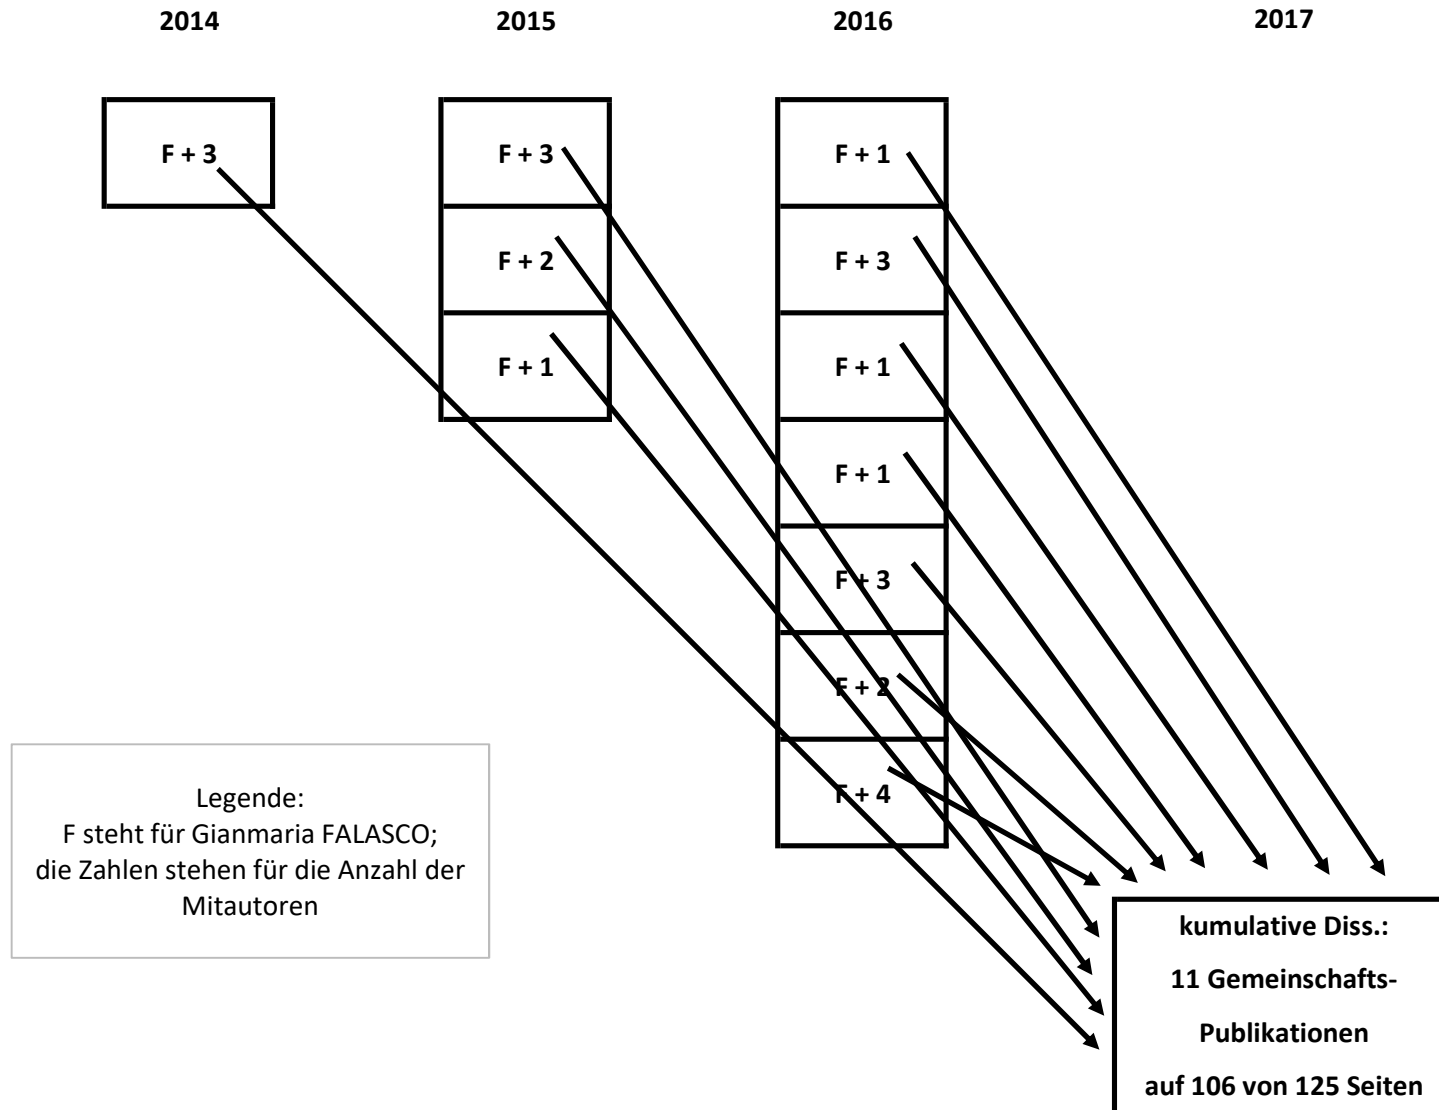 2014
2015
2016
2017
F + 3
F + 3
F + 1
F + 2
F + 3
F + 1
F + 1
F + 1
F + 3
F + 2
F + 4
Legende:
F steht für Gianmaria FALASCO;
die Zahlen stehen für die Anzahl der
Mitautoren
kumulative Diss.:
11 Gemeinschafts-
Publikationen
auf 106 von 125 Seiten